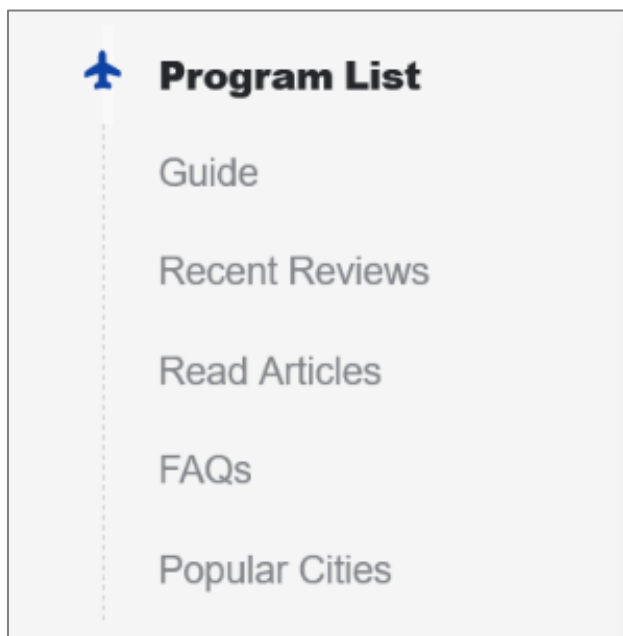 Program List
Guide
Recent Reviews
Read Articles
FAQs
Popular Cities